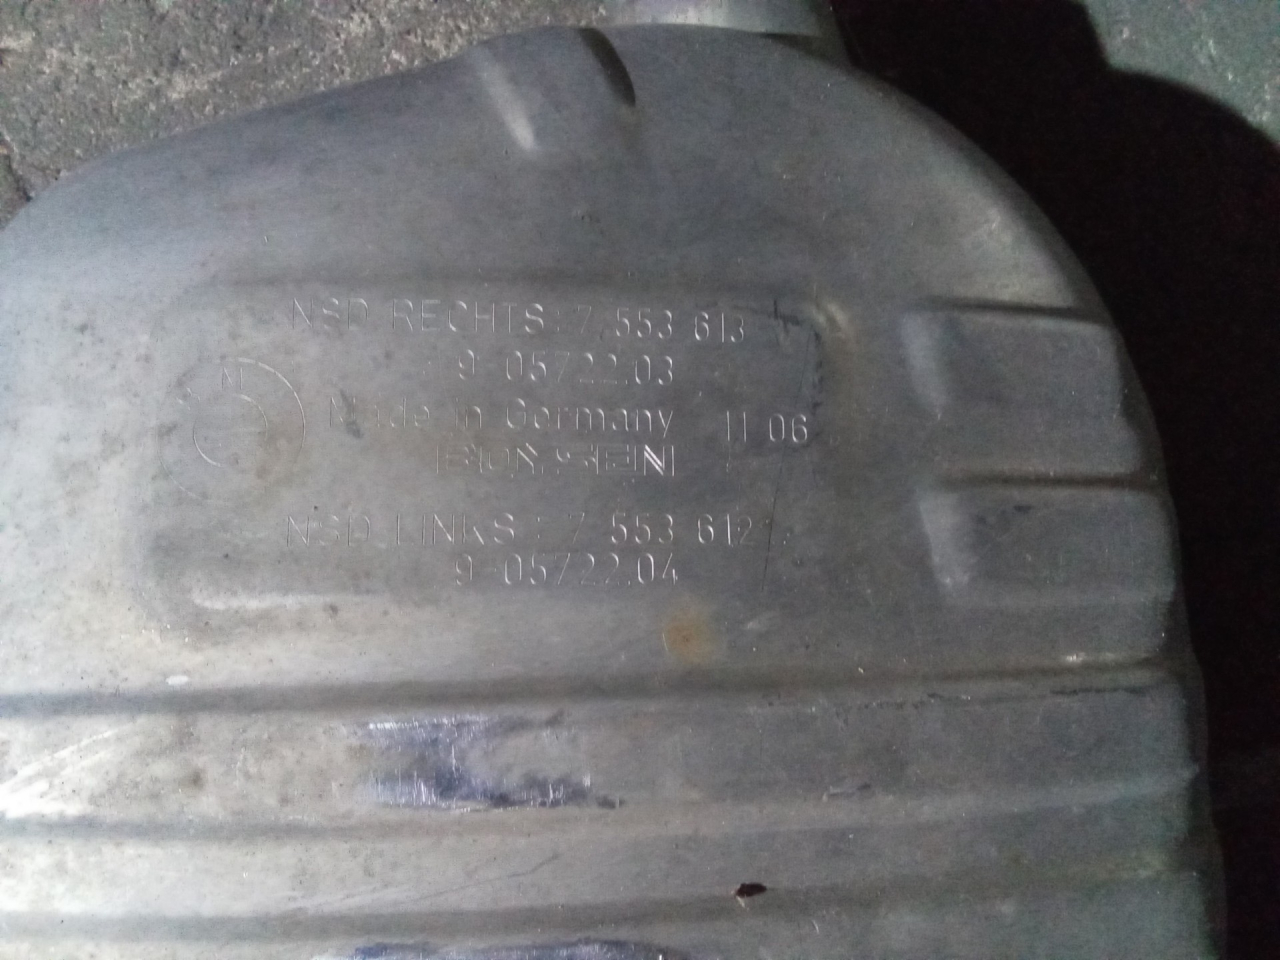 NSD RECHTS : 7 553 613
9-05722.03
Made in Germany 11 06
BOYSEN
NSD LINKS : 7 553 612
9-05722.04